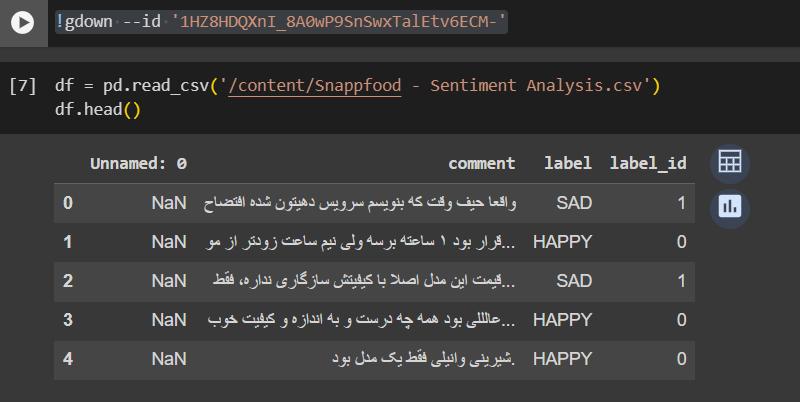 !gdown --id '1HZ8HDQXnI_8A0wP9SnSwxTalEtv6ECM-'
[7] df = pd.read_csv('/content/Snappfood - Sentiment Analysis.csv')
df.head()
Unnamed: 0 comment label label_id
0 NaN واقعا حیف وقت که بنویسم سرویس دهیتون شده افتضاح SAD 1
1 NaN قرار بود ۱ ساعته برسه ولی نیم ساعت زودتر از مو... HAPPY 0
2 NaN قیمت این مدل اصلا با کیفیتش سازگاری نداره، فقط... SAD 1
3 NaN عالللی بود همه چه درست و به اندازه و کیفیت خوب... HAPPY 0
4 NaN شیرینی وانیلی فقط یک مدل بود. HAPPY 0